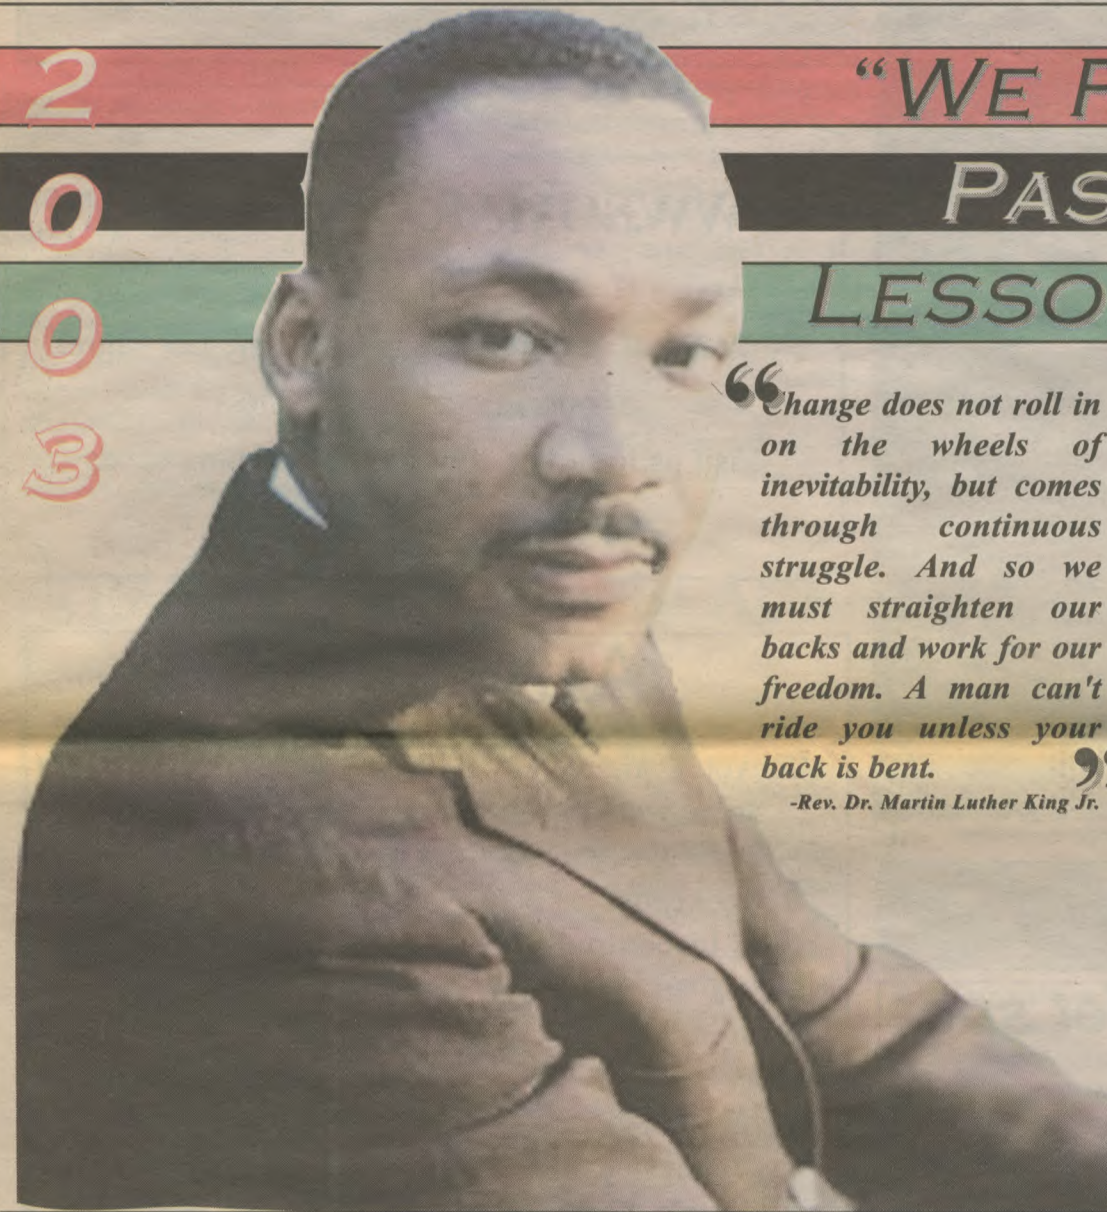 2
0
0
3
“WE
PAS
LESSO
“Change does not roll in
on the wheels of
inevitability, but comes
through continuous
struggle. And so we
must straighten our
backs and work for our
freedom. A man can't
ride you unless your
back is bent. ”
-Rev. Dr. Martin Luther King Jr.